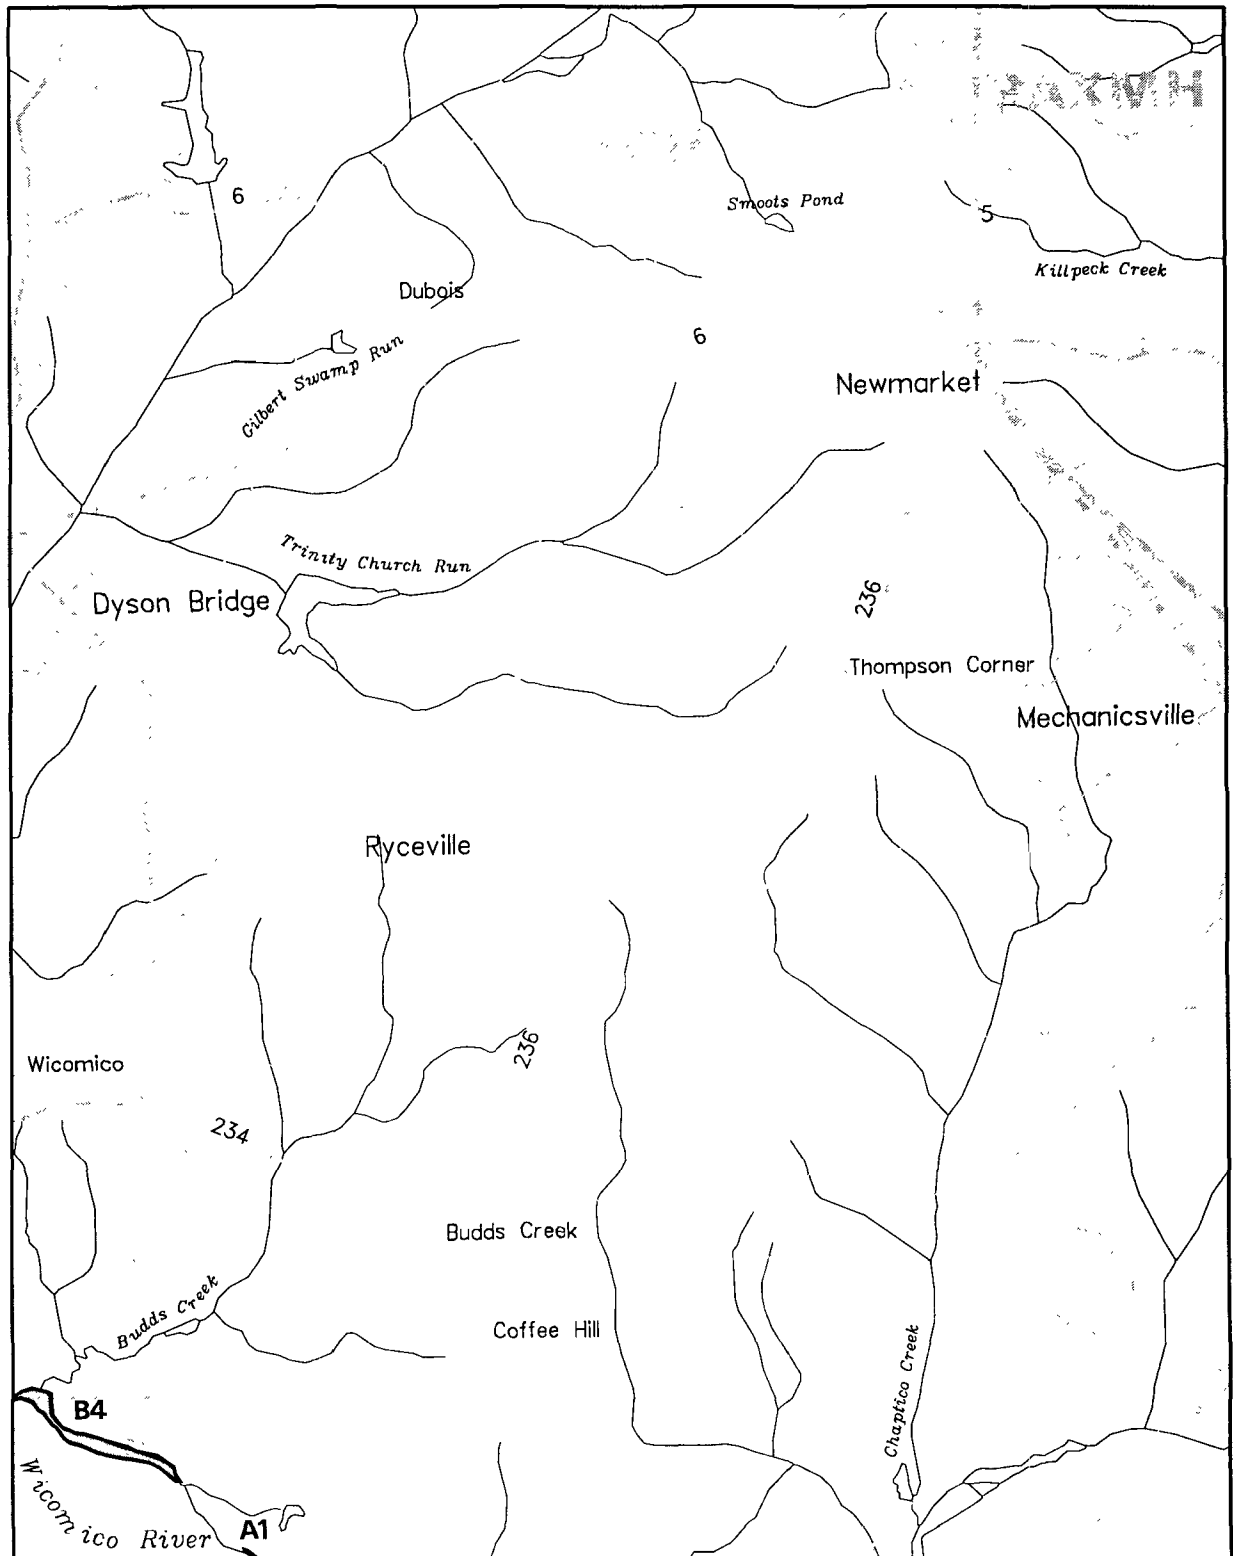 6
Smoots Pond
5
Killpeck Creek
Dubois
6
Gilbert Swamp Run
Newmarket
Trinity Church Run
Dyson Bridge
236
Thompson Corner
Mechanicsville
Ryceville
236
Wicomico
234
Budds Creek
Budds Creek
Coffee Hill
Chaptico Creek
B4
Wicomico River
A1